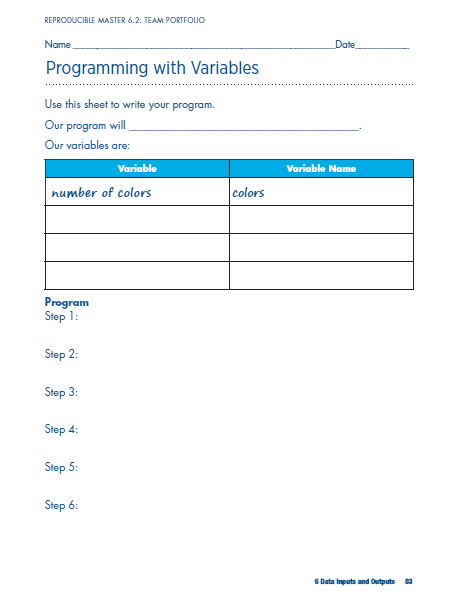 REPRODUCIBLE MASTER 6.2: TEAM PORTFOLIO
Name____________________________________________Date_________
Programming with Variables
Use this sheet to write your program.
Our program will ______________________________________.
Our variables are:
Variable Variable Name
number of colors colors
Program
Step 1:
Step 2:
Step 3:
Step 4:
Step 5:
Step 6:
6 Data Inputs and Outputs 83